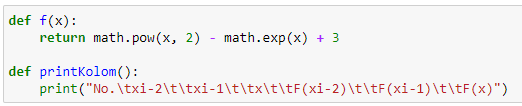 def f(x):
    return math.pow(x, 2) - math.exp(x) + 3
def printKolom():
    print("No.\txi-2\t\txi-1\t\tx\t\tF(xi-2)\t\tF(xi-1)\t\tF(x)")